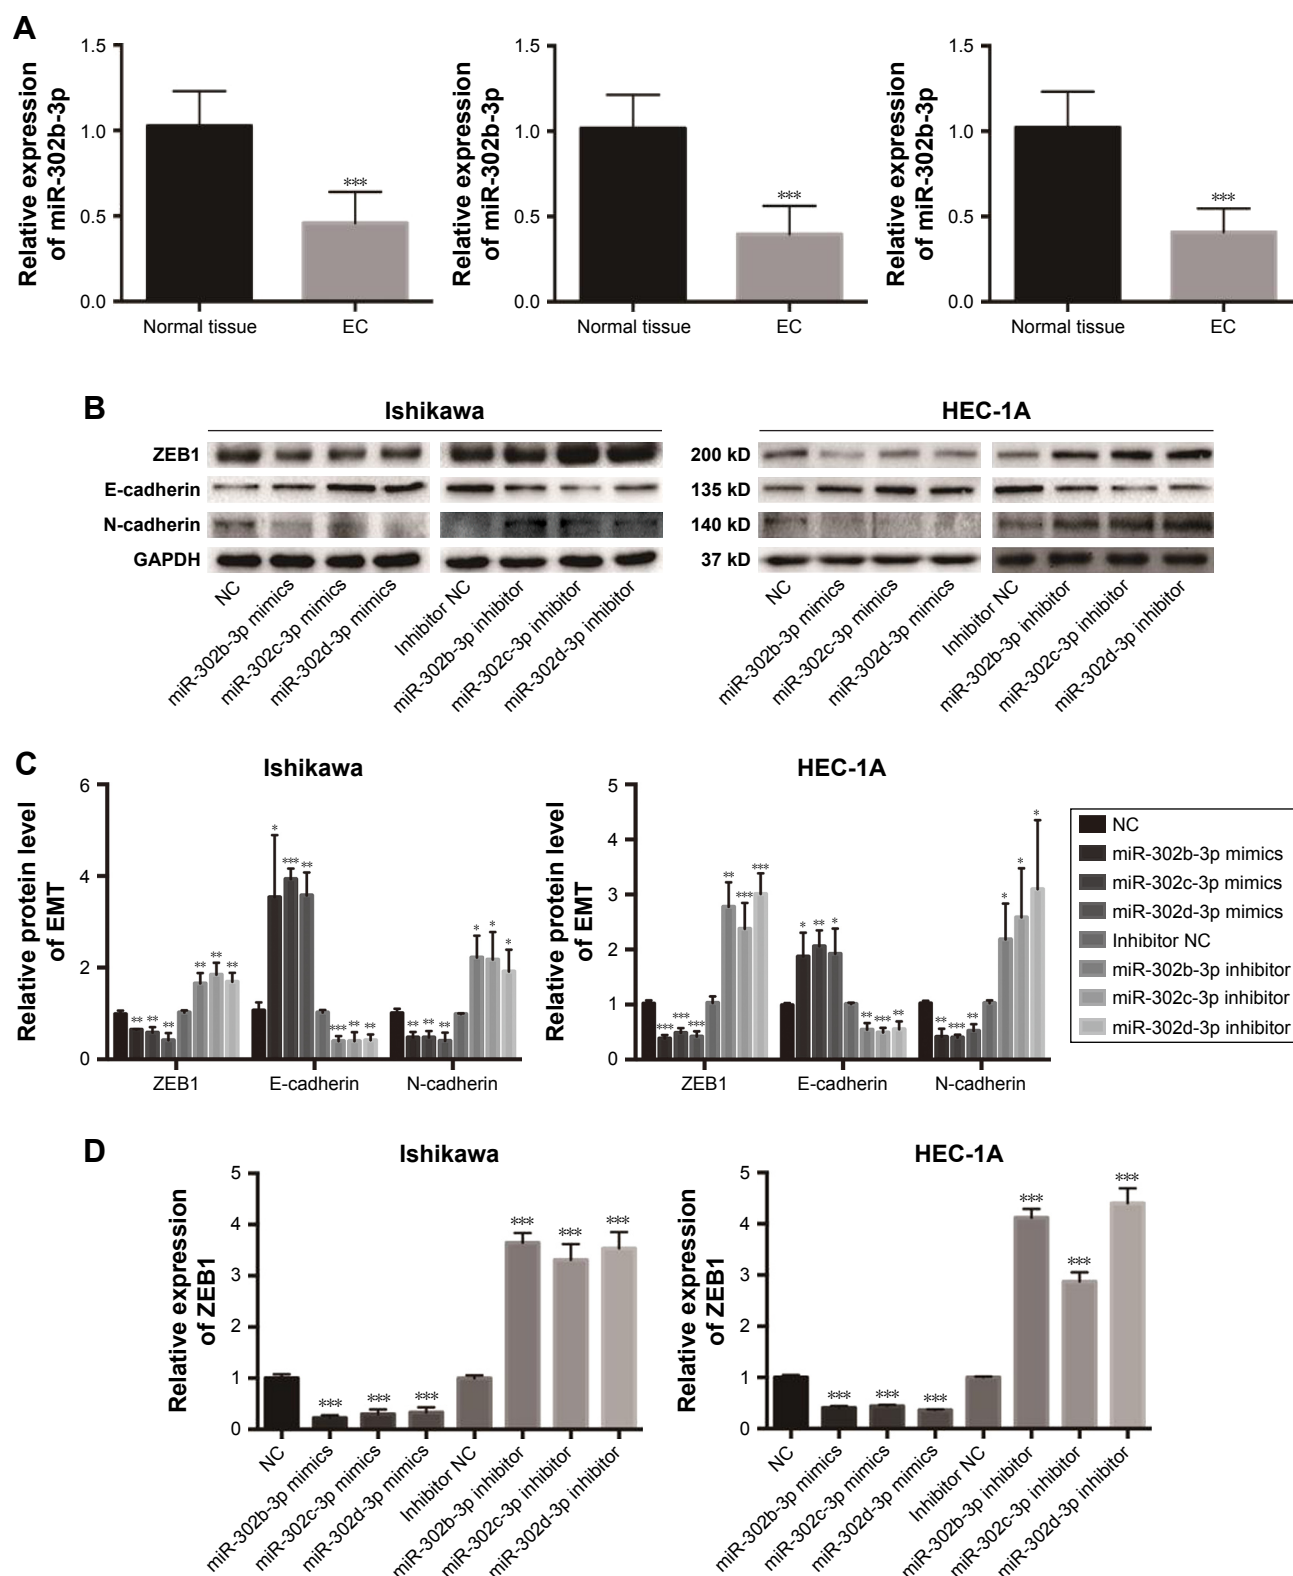 A
Relative expression
of miR-302b-3p
1.5
1.0
0.5
0.0
***
Normal tissue
EC
Relative expression
of miR-302b-3p
1.5
1.0
0.5
0.0
***
Normal tissue
EC
Relative expression
of miR-302b-3p
1.5
1.0
0.5
0.0
***
Normal tissue
EC
B
Ishikawa
HEC-1A
ZEB1
200 kD
E-cadherin
135 kD
N-cadherin
140 kD
GAPDH
37 kD
NC
miR-302b-3p mimics
miR-302c-3p mimics
miR-302d-3p mimics
Inhibitor NC
miR-302b-3p inhibitor
miR-302c-3p inhibitor
miR-302d-3p inhibitor
NC
miR-302b-3p mimics
miR-302c-3p mimics
miR-302d-3p mimics
Inhibitor NC
miR-302b-3p inhibitor
miR-302c-3p inhibitor
miR-302d-3p inhibitor
C
Ishikawa
Relative protein level
of EMT
6
4
2
0
** ** ** ** ** **
* *** ** *** ** **
** ** ** * * *
ZEB1
E-cadherin
N-cadherin
HEC-1A
Relative protein level
of EMT
5
4
3
2
1
0
*** *** *** ** *** ***
* ** * ** *** **
** *** ** * * *
ZEB1
E-cadherin
N-cadherin
NC
miR-302b-3p mimics
miR-302c-3p mimics
miR-302d-3p mimics
Inhibitor NC
miR-302b-3p inhibitor
miR-302c-3p inhibitor
miR-302d-3p inhibitor
D
Ishikawa
Relative expression
of ZEB1
5
4
3
2
1
0
*** *** *** *** *** ***
NC
miR-302b-3p mimics
miR-302c-3p mimics
miR-302d-3p mimics
Inhibitor NC
miR-302b-3p inhibitor
miR-302c-3p inhibitor
miR-302d-3p inhibitor
HEC-1A
Relative expression
of ZEB1
5
4
3
2
1
0
*** *** *** *** *** ***
NC
miR-302b-3p mimics
miR-302c-3p mimics
miR-302d-3p mimics
Inhibitor NC
miR-302b-3p inhibitor
miR-302c-3p inhibitor
miR-302d-3p inhibitor